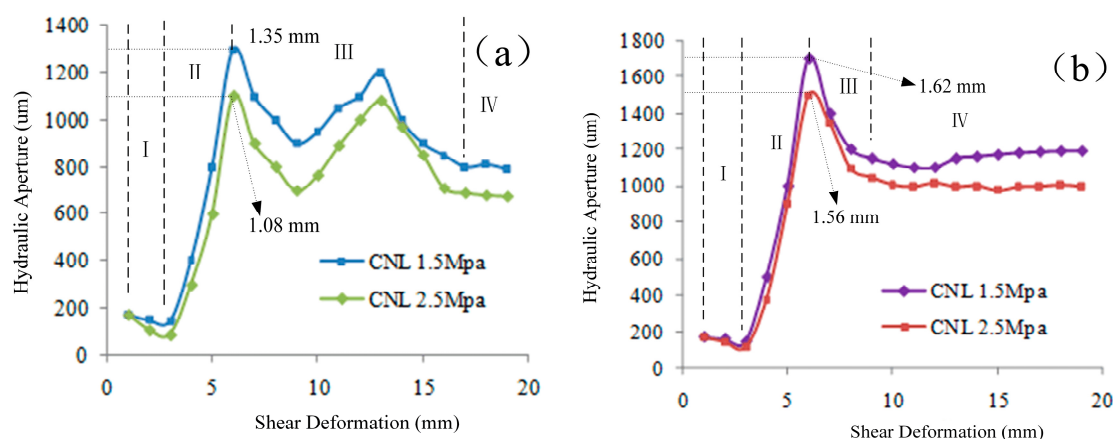 1400
1200
1000
800
600
400
200
0
Hydraulic Aperture (um)
0 5 10 15 20
Shear Deformation (mm)
I
II
III
IV
1.35 mm
1.08 mm
(a)
CNL 1.5Mpa
CNL 2.5Mpa
1800
1600
1400
1200
1000
800
600
400
200
0
Hydraulic Aperture (um)
0 5 10 15 20
Shear Deformation (mm)
I
II
III
IV
1.62 mm
1.56 mm
(b)
CNL 1.5Mpa
CNL 2.5Mpa